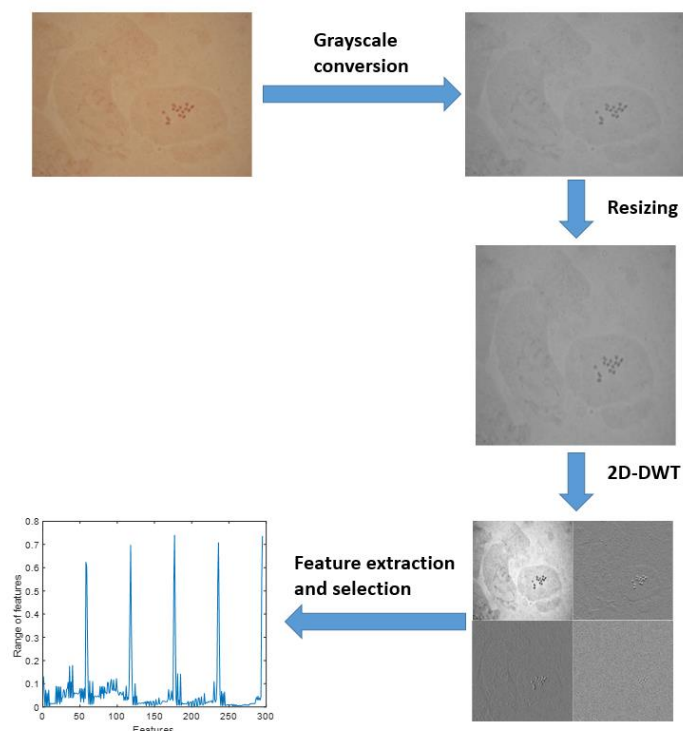 Grayscale
conversion
Resizing
2D-DWT
Feature extraction
and selection
Range of features
0.8
0.7
0.6
0.5
0.4
0.3
0.2
0.1
0
0 50 100 150 200 250 300
Features